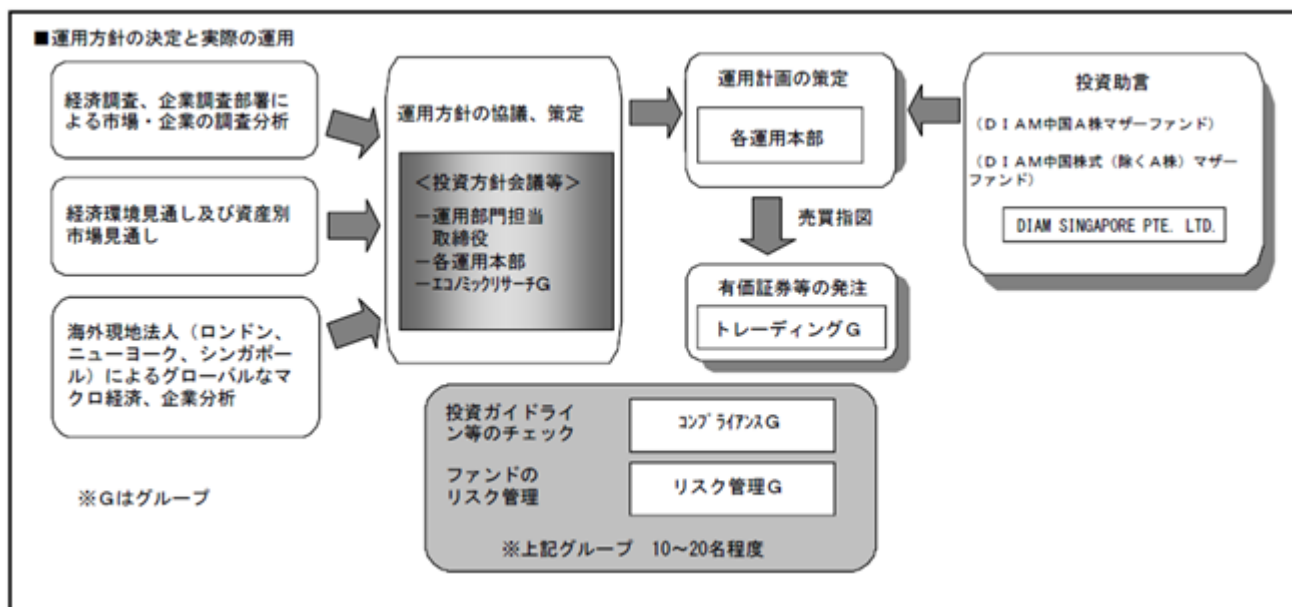 ■運用方針の決定と実際の運用
経済調査、企業調査部署に
よる市場・企業の調査分析
経済環境見通し及び資産別
市場見通し
海外現地法人（ロンドン、
ニューヨーク、シンガポー
ル）によるグローバルなマ
クロ経済、企業分析
※Ｇはグループ
運用方針の協議、策定
＜投資方針会議等＞
－運用部門担当
取締役
－各運用本部
－ｴｺﾉﾐｯｸﾘｻｰﾁＧ
運用計画の策定
各運用本部
売買指図
有価証券等の発注
トレーディングＧ
投資助言
（ＤＩＡＭ中国Ａ株マザーファンド）
（ＤＩＡＭ中国株式（除くＡ株）マザー
ファンド）
DIAM SINGAPORE PTE. LTD.
投資ガイドライ
ン等のチェック
ｺﾝﾌﾟﾗｲｱﾝｽＧ
ファンドの
リスク管理
リスク管理Ｇ
※上記グループ　10～20名程度